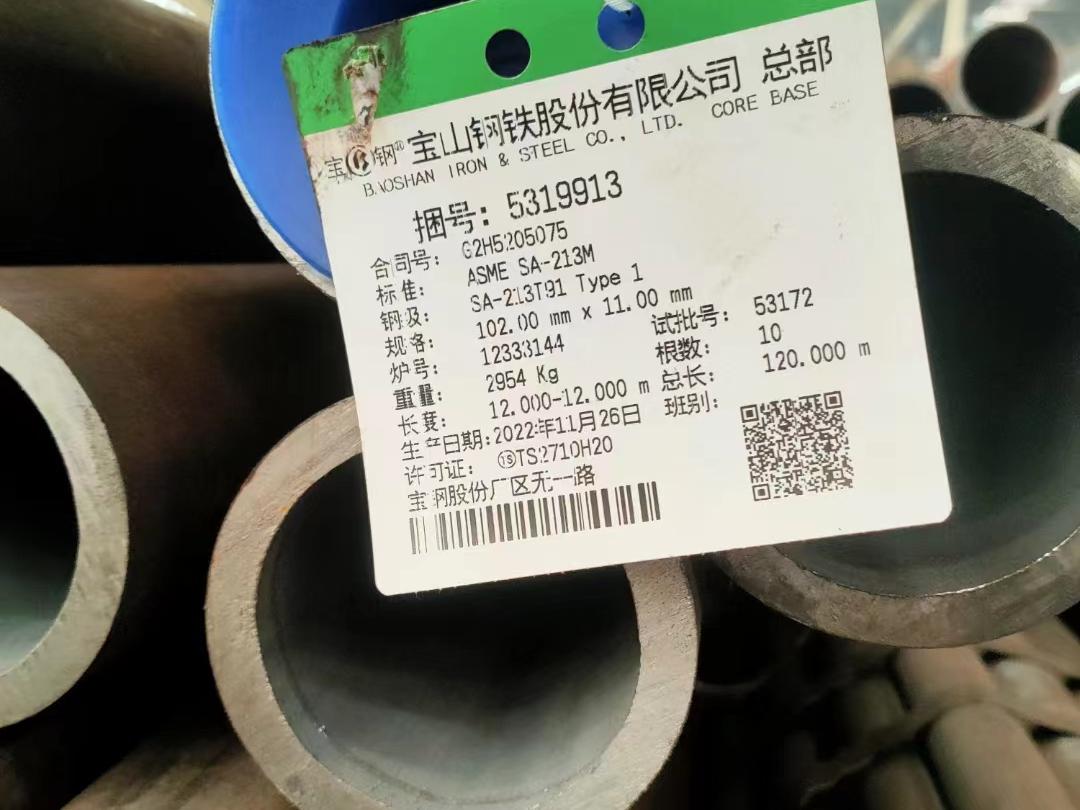 宝钢® 宝山钢铁股份有限公司 总部
BAOSHAN IRON & STEEL CO., LTD. CORE BASE
捆号: 5319913
合同号: G2H5205075
标准: ASME SA-213M
钢级: SA-213T91 Type 1
规格: 102.00 mm x 11.00 mm
炉号: 12333144 试批号: 53172
重量: 2954 Kg 根数: 10
长度: 12.000-12.000 m 总长: 120.000 m
生产日期: 2022年11月26日 班别:
许可证: TS2710H20
宝钢股份厂区无一路